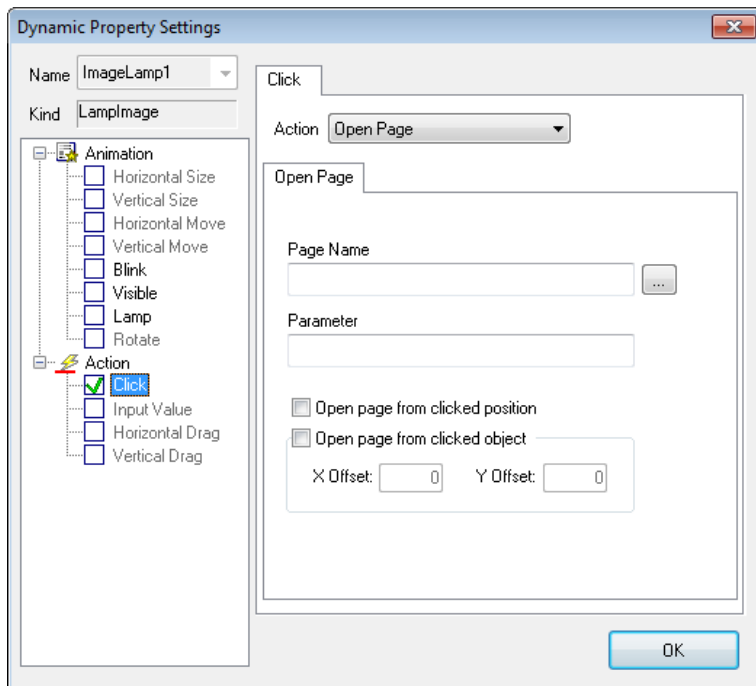 Dynamic Property Settings
Name ImageLamp1
Kind LampImage
Animation
Horizontal Size
Vertical Size
Horizontal Move
Vertical Move
Blink
Visible
Lamp
Rotate
Action
Click
Input Value
Horizontal Drag
Vertical Drag
Click
Action Open Page
Open Page
Page Name
...
Parameter
Open page from clicked position
Open page from clicked object
X Offset: 0 Y Offset: 0
OK